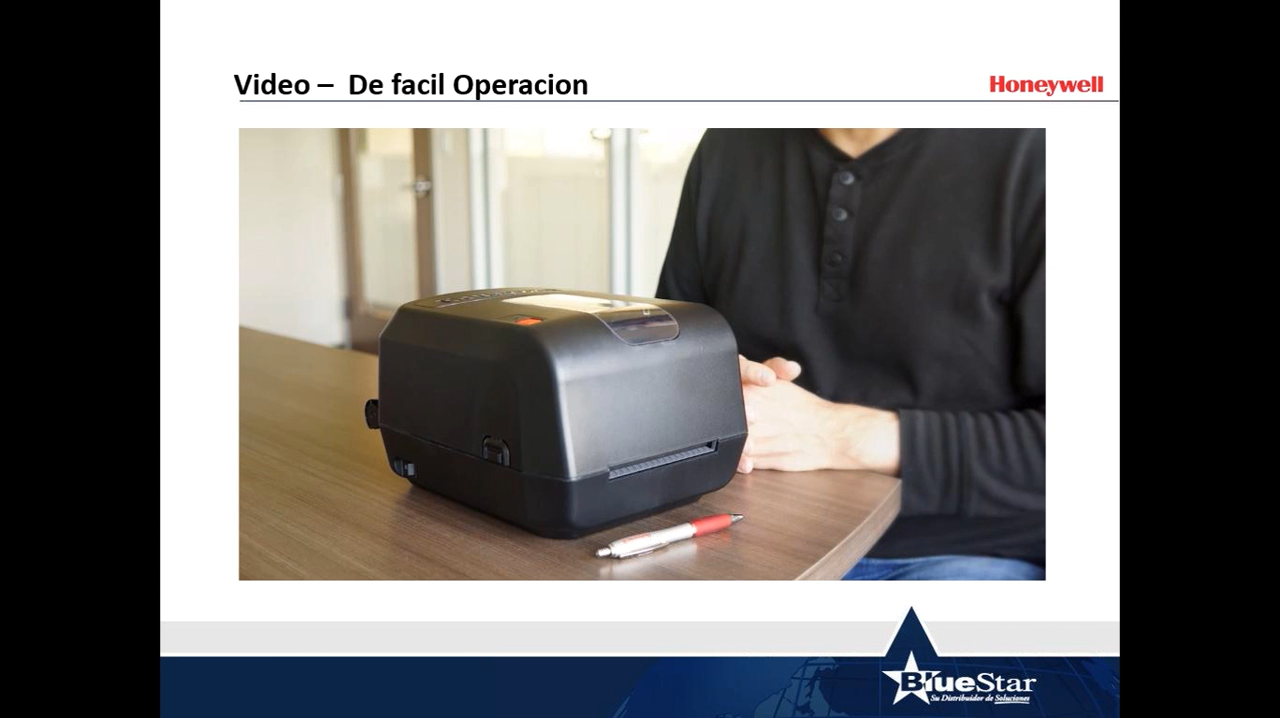 Video – De facil Operacion
Honeywell
BlueStar
Su Distribuidor de Soluciones